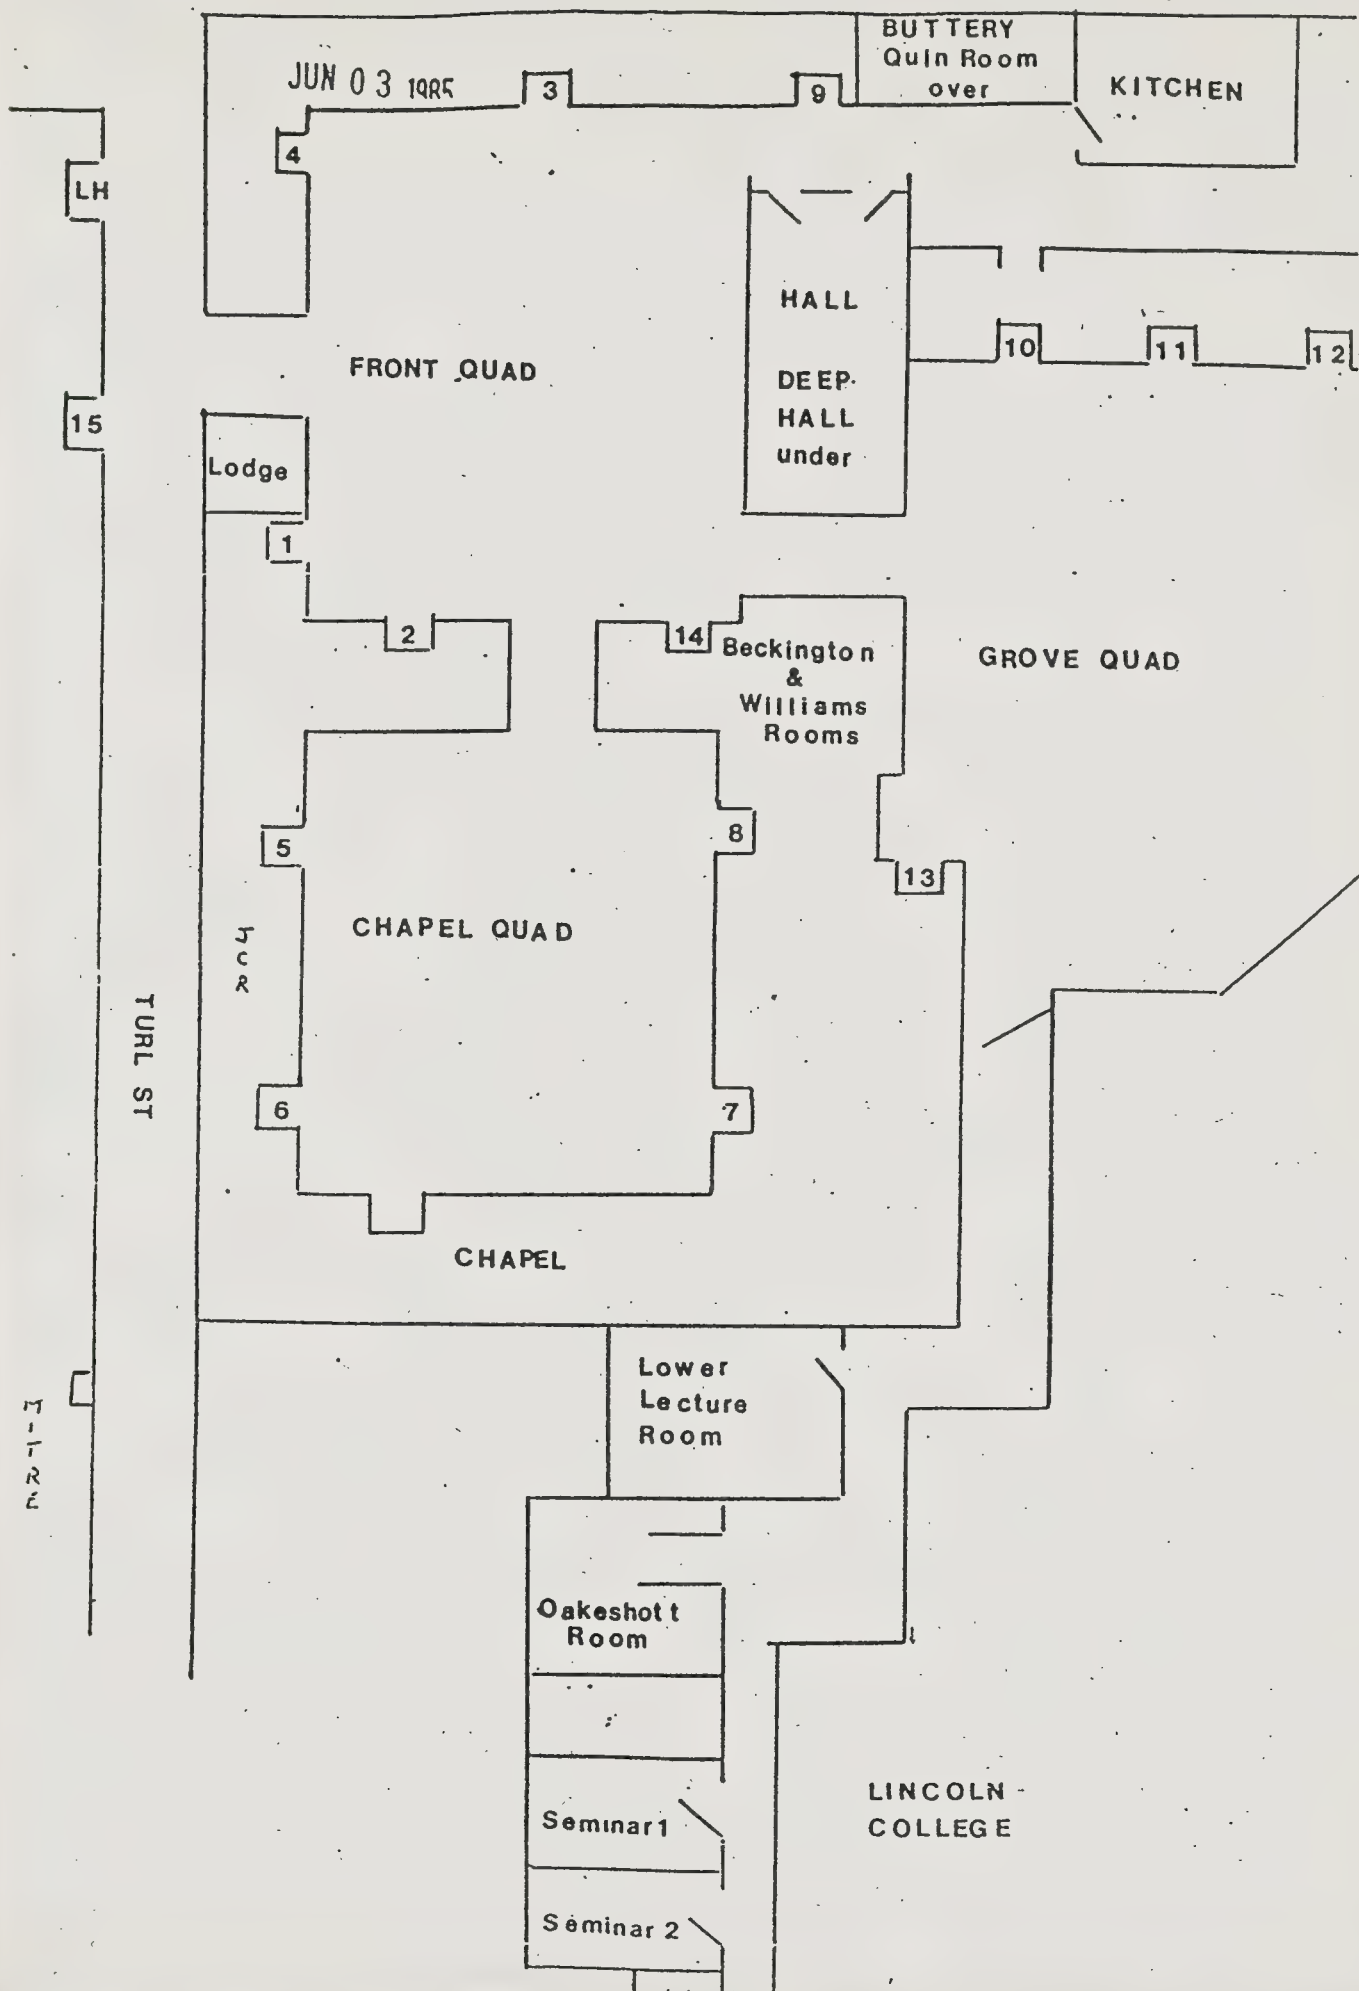 BUTTERY
Quin Room
over
KITCHEN
JUN 03 1985
3
9
4
LH
HALL
DEEP
HALL
under
10
11
12
FRONT QUAD
15
Lodge
1
2
14
Beckington
&
Williams
Rooms
GROVE QUAD
5
8
13
CHAPEL QUAD
TURL ST
6
7
CHAPEL
Lower
Lecture
Room
MITRE
Oakeshott
Room
Seminar 1
Seminar 2
LINCOLN
COLLEGE